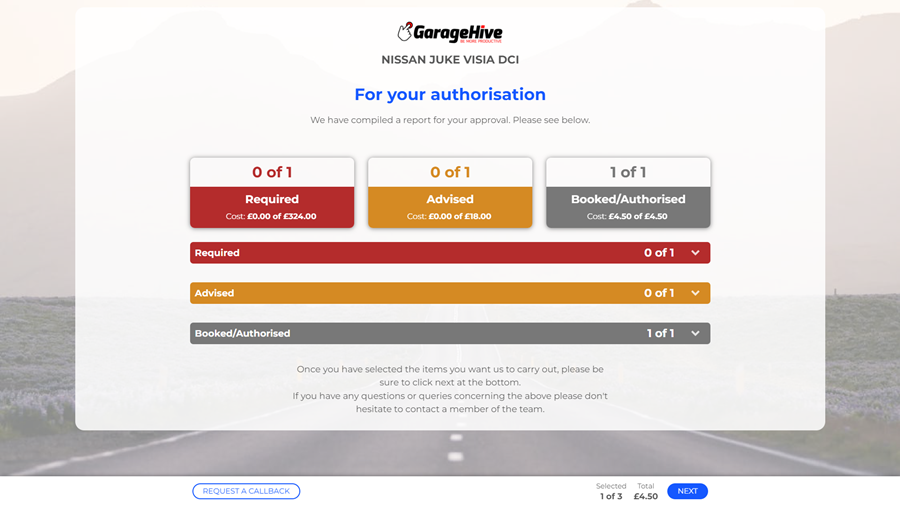 GarageHive
BE MORE PRODUCTIVE
NISSAN JUKE VISIA DCI
For your authorisation
We have compiled a report for your approval. Please see below.
0 of 1
Required
Cost: £0.00 of £324.00
0 of 1
Advised
Cost: £0.00 of £18.00
1 of 1
Booked/Authorised
Cost: £4.50 of £4.50
Required 0 of 1
Advised 0 of 1
Booked/Authorised 1 of 1
Once you have selected the items you want us to carry out, please be
sure to click next at the bottom.
If you have any questions or queries concerning the above please don't
hesitate to contact a member of the team.
REQUEST A CALLBACK
Selected
1 of 3
Total
£4.50
NEXT